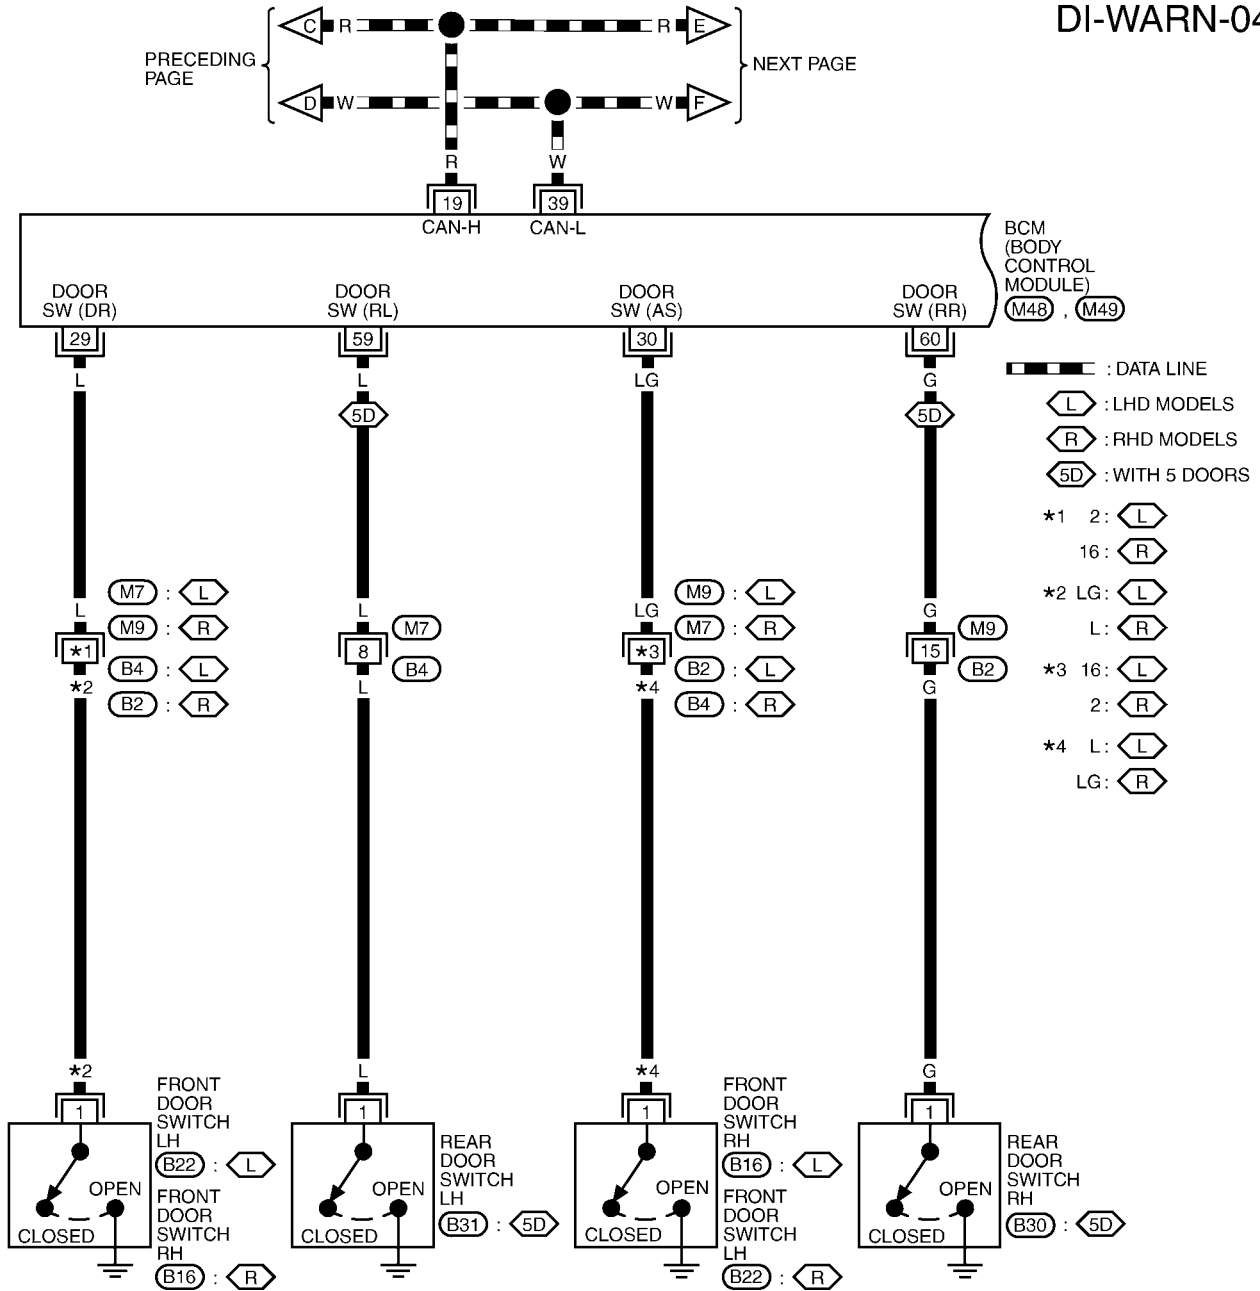 DI-WARN-04
PRECEDING
PAGE
C R R E
D W W F
NEXT PAGE
R W
19 39
CAN-H CAN-L
BCM
(BODY
CONTROL
MODULE)
M48 , M49
DOOR
SW (DR)
DOOR
SW (RL)
DOOR
SW (AS)
DOOR
SW (RR)
29 59 30 60
L L LG G
5D 5D
: DATA LINE
L : LHD MODELS
R : RHD MODELS
5D : WITH 5 DOORS
*1 2: L
16: R
*2 LG: L
L: R
*3 16: L
2: R
*4 L: L
LG: R
L
*1
*2
M7 : L
M9 : R
B4 : L
B2 : R
L
8
L
M7
B4
LG
*3
*4
M9 : L
M7 : R
B2 : L
B4 : R
G
15
G
M9
B2
*2 L *4 G
1 1 1 1
OPEN
CLOSED
FRONT
DOOR
SWITCH
LH
B22 : L
FRONT
DOOR
SWITCH
RH
B16 : R
OPEN
CLOSED
REAR
DOOR
SWITCH
LH
B31 : 5D
OPEN
CLOSED
FRONT
DOOR
SWITCH
RH
B16 : L
FRONT
DOOR
SWITCH
LH
B22 : R
OPEN
CLOSED
REAR
DOOR
SWITCH
RH
B30 : 5D